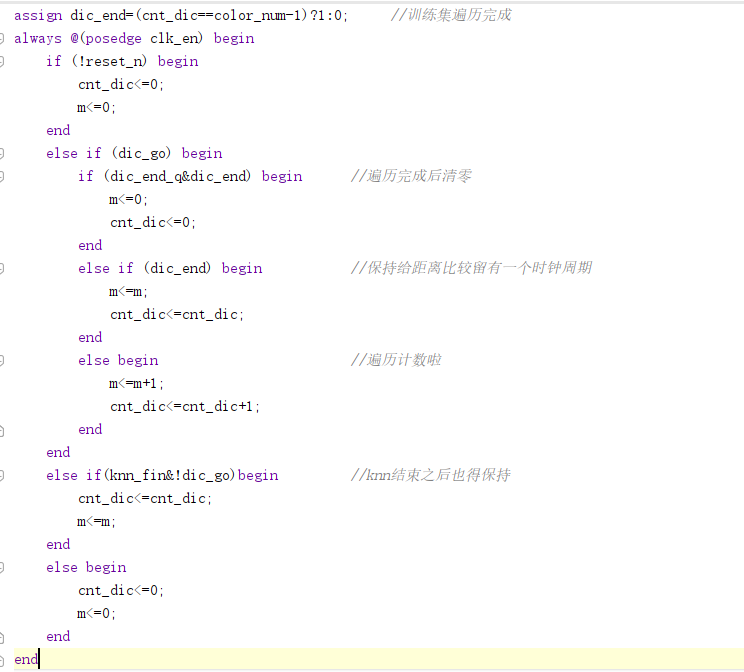 assign dic_end=(cnt_dic==color_num-1)?1:0;     //训练集遍历完成
always @(posedge clk_en) begin
    if (!reset_n) begin
        cnt_dic<=0;
        m<=0;
    end
    else if (dic_go) begin
        if (dic_end_q&dic_end) begin      //遍历完成后清零
            m<=0;
            cnt_dic<=0;
        end
        else if (dic_end) begin           //保持给距离比较留有一个时钟周期
            m<=m;
            cnt_dic<=cnt_dic;
        end
        else begin                        //遍历计数啦
            m<=m+1;
            cnt_dic<=cnt_dic+1;
        end
    end
    else if(knn_fin&!dic_go)begin         //knn结束之后也得保持
        cnt_dic<=cnt_dic;
        m<=m;
    end
    else begin
        cnt_dic<=0;
        m<=0;
    end
end